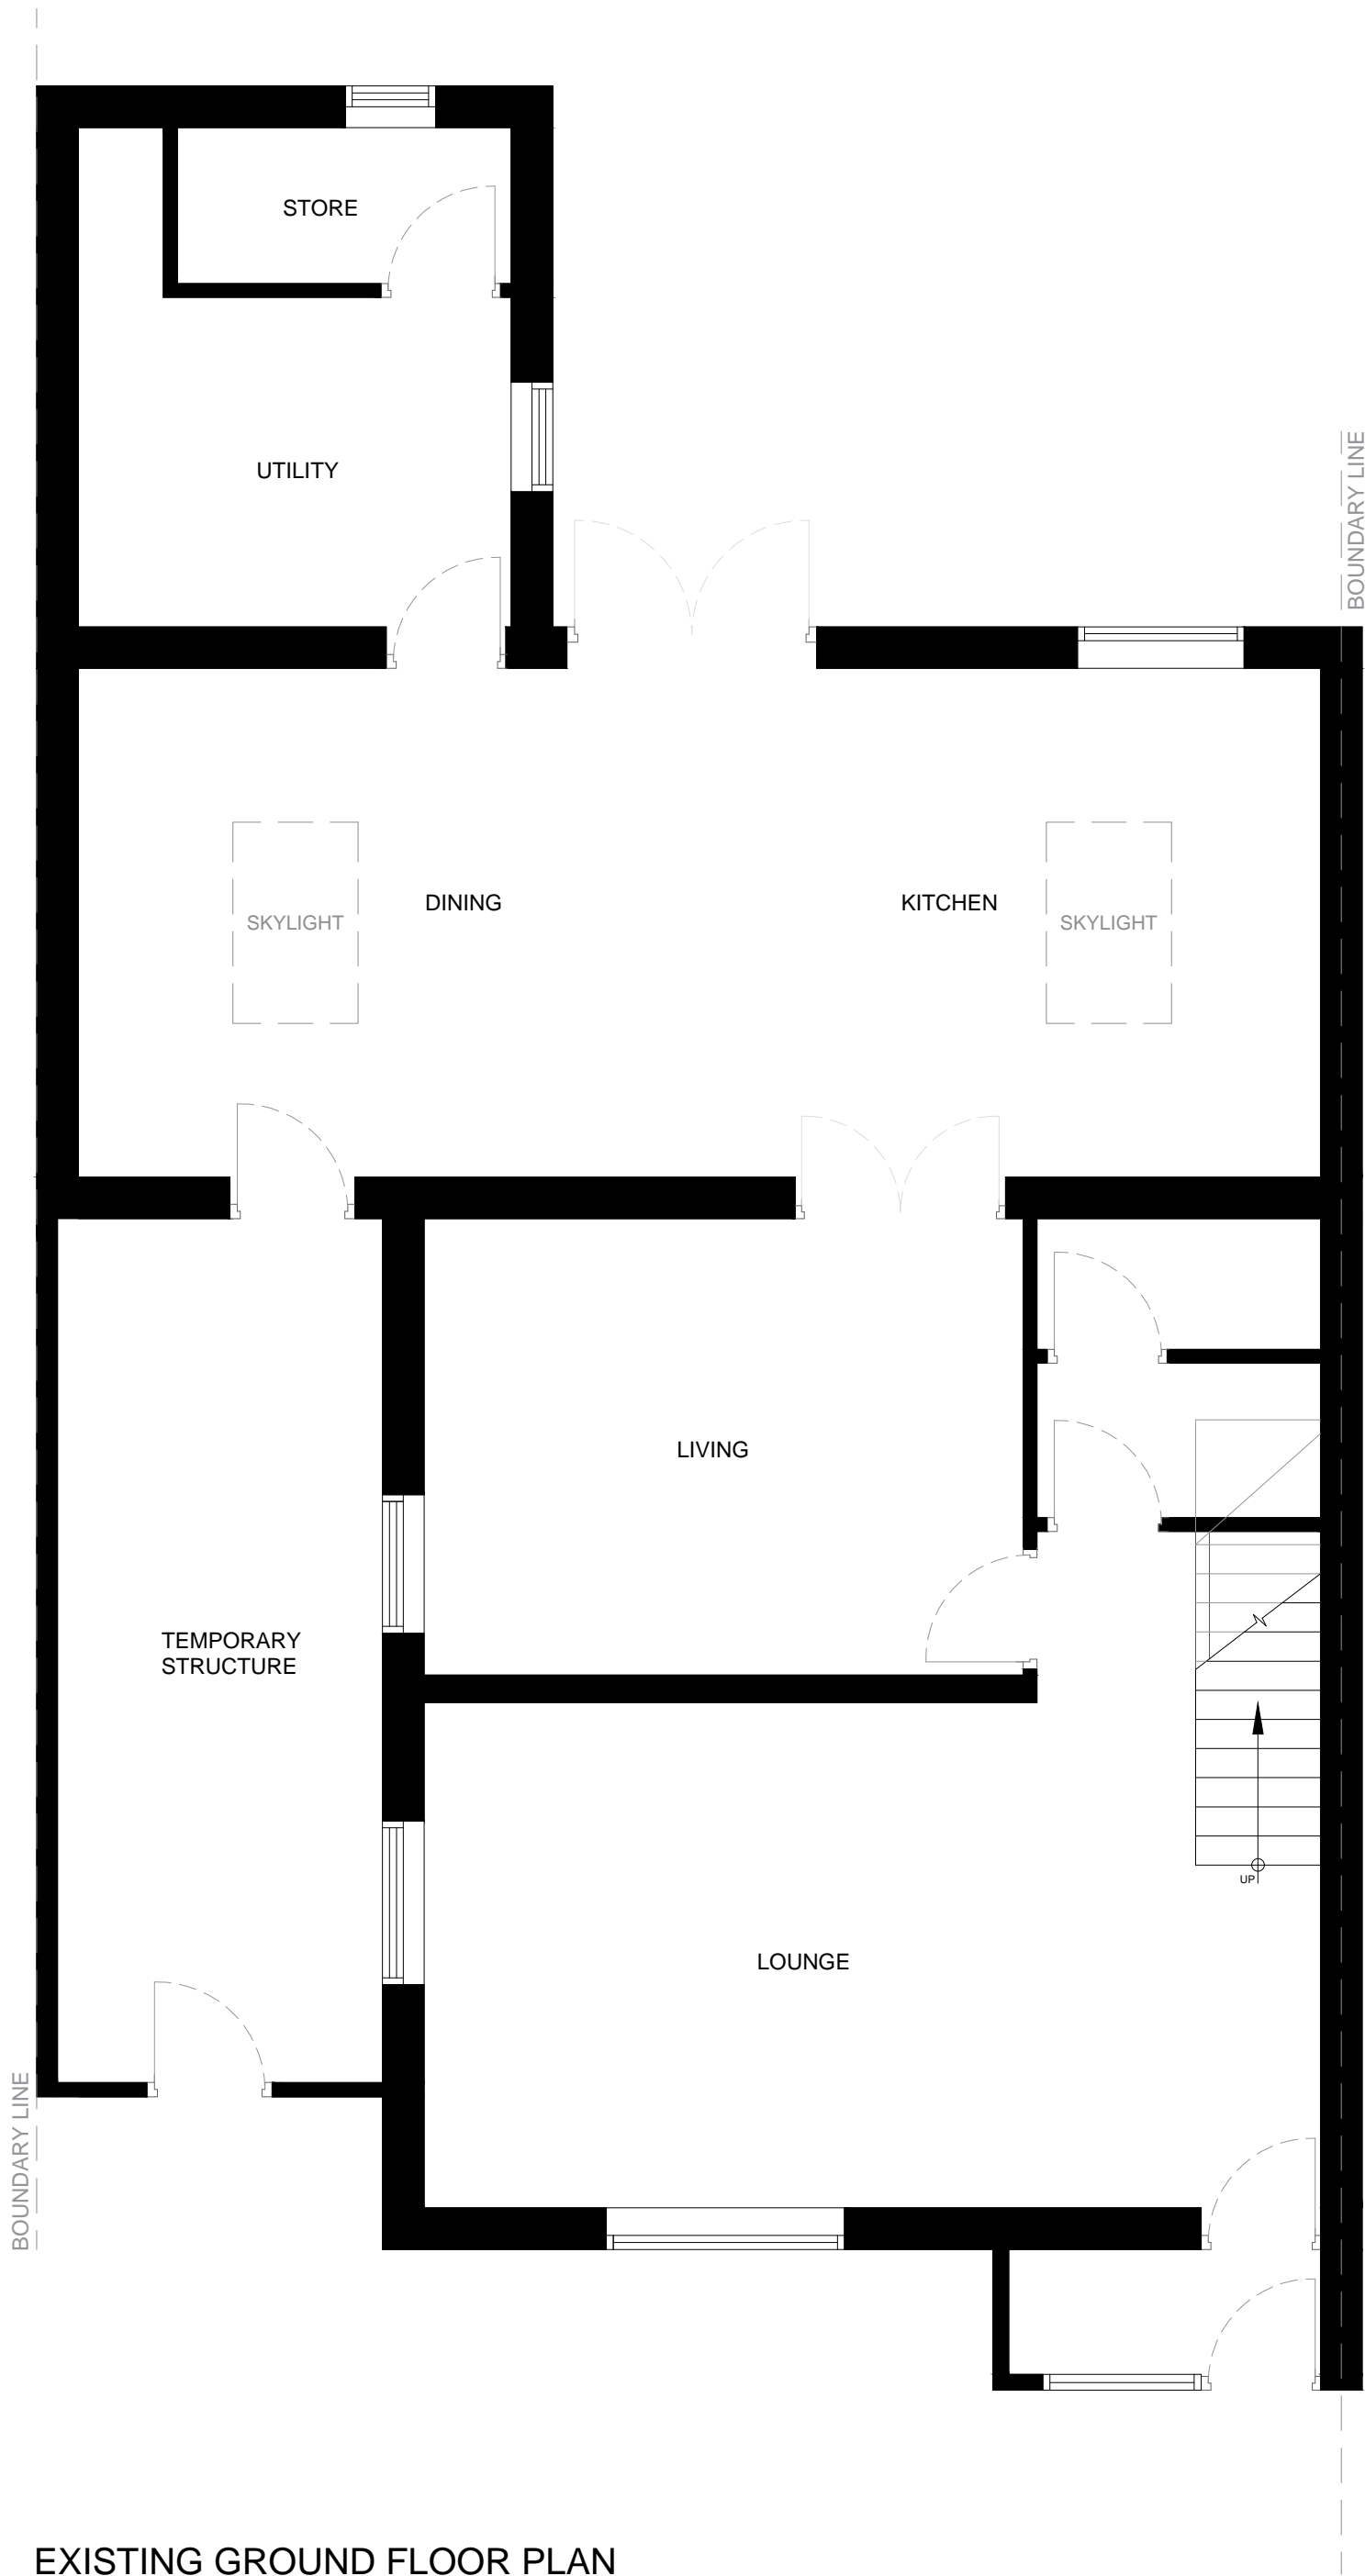 STORE
UTILITY
BOUNDARY LINE
DINING
KITCHEN
SKYLIGHT
SKYLIGHT
LIVING
TEMPORARY
STRUCTURE
UP
LOUNGE
BOUNDARY LINE
EXISTING GROUND FLOOR PLAN